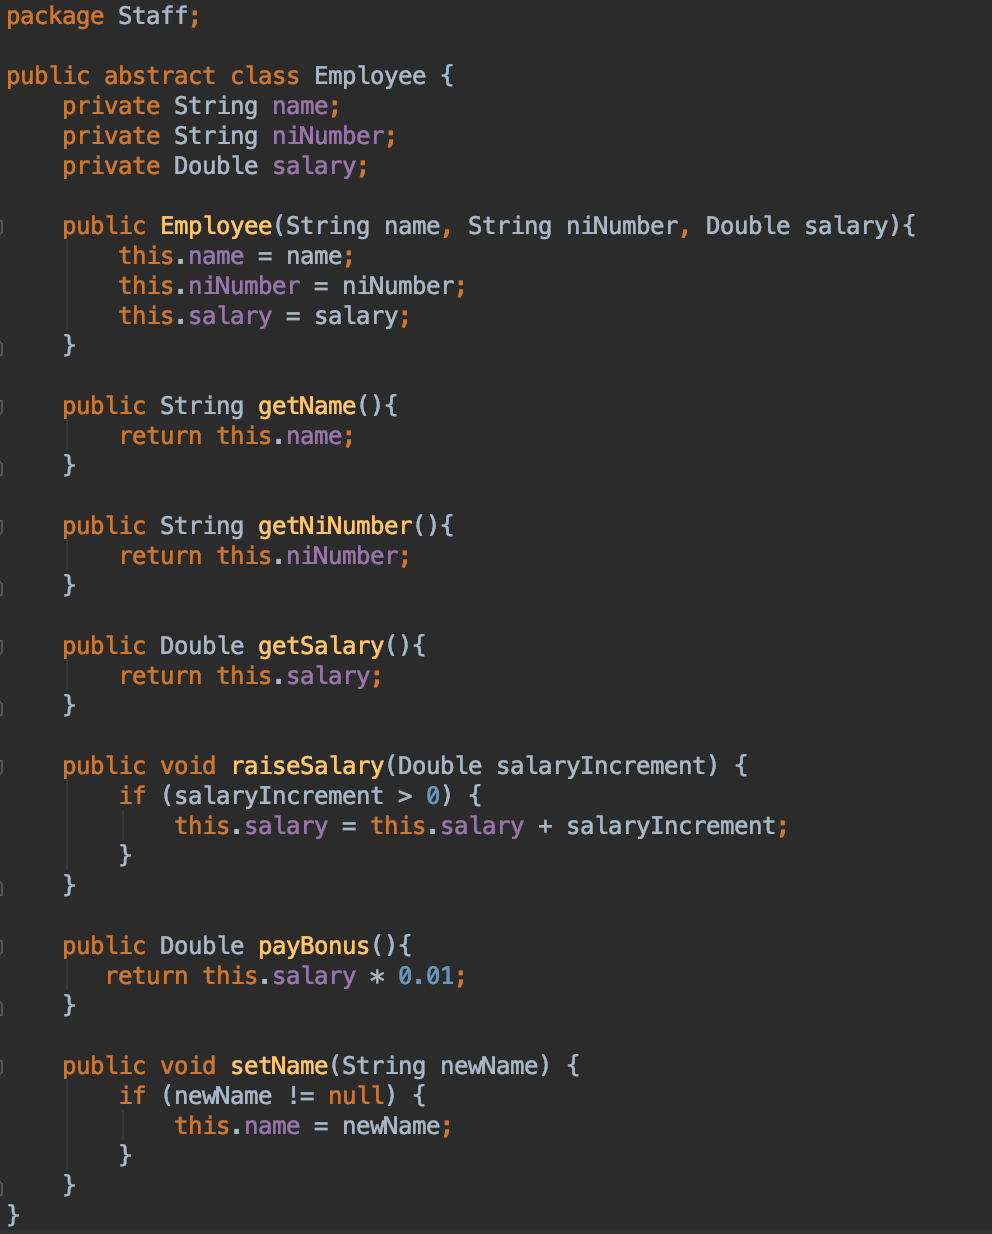 package Staff;
public abstract class Employee {
private String name;
private String niNumber;
private Double salary;
public Employee(String name, String niNumber, Double salary){
this.name = name;
this.niNumber = niNumber;
this.salary = salary;
}
public String getName(){
return this.name;
}
public String getNiNumber(){
return this.niNumber;
}
public Double getSalary(){
return this.salary;
}
public void raiseSalary(Double salaryIncrement) {
if (salaryIncrement > 0) {
this.salary = this.salary + salaryIncrement;
}
}
public Double payBonus(){
return this.salary * 0.01;
}
public void setName(String newName) {
if (newName != null) {
this.name = newName;
}
}
}